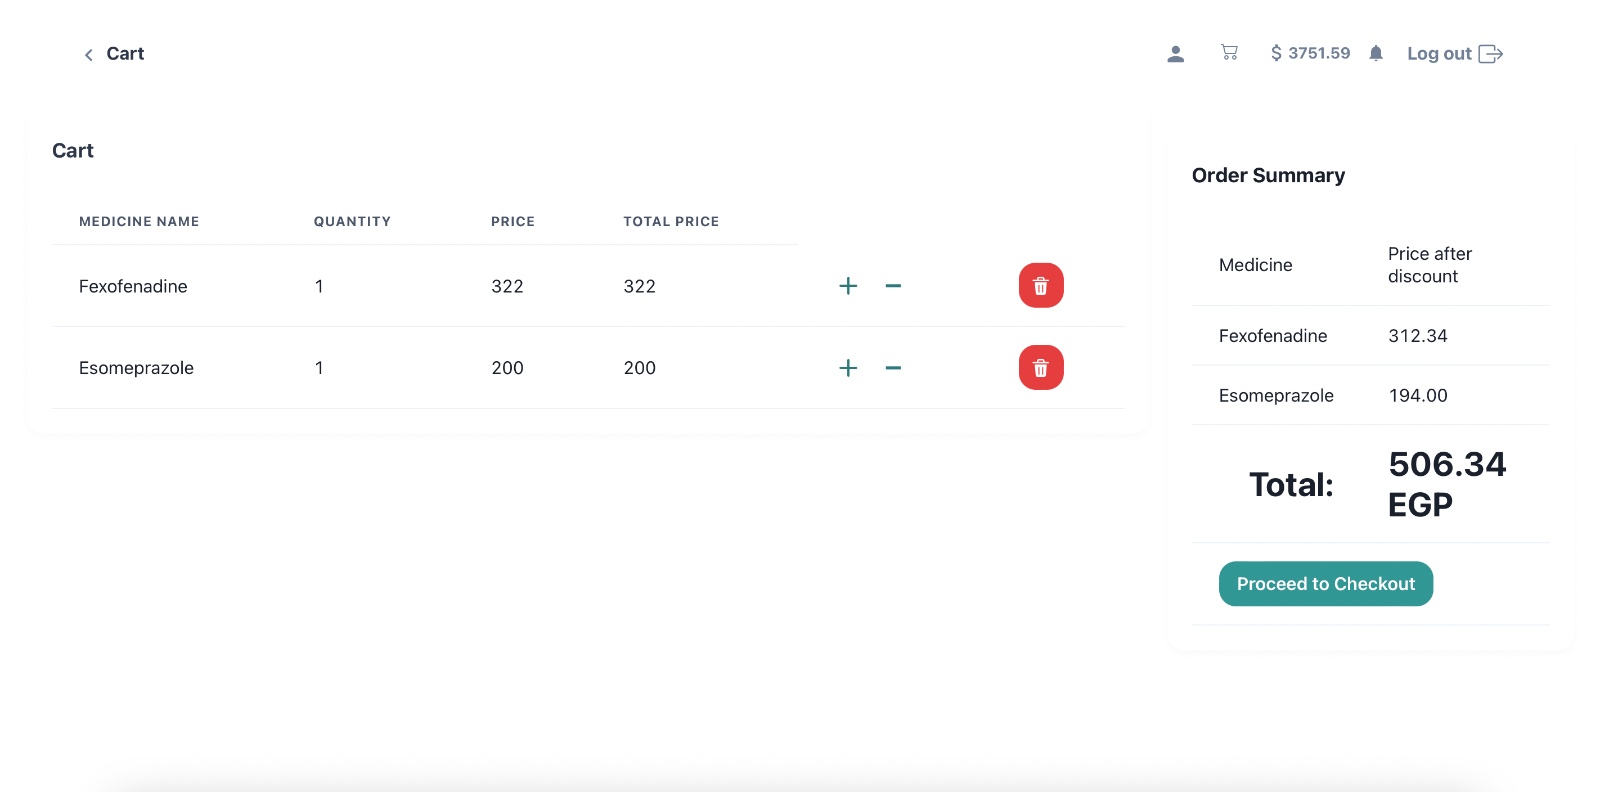 Cart
$ 3751.59
Log out
Cart
MEDICINE NAME QUANTITY PRICE TOTAL PRICE
Fexofenadine 1 322 322
Esomeprazole 1 200 200
Order Summary
Medicine Price after
discount
Fexofenadine 312.34
Esomeprazole 194.00
Total: 506.34
EGP
Proceed to Checkout